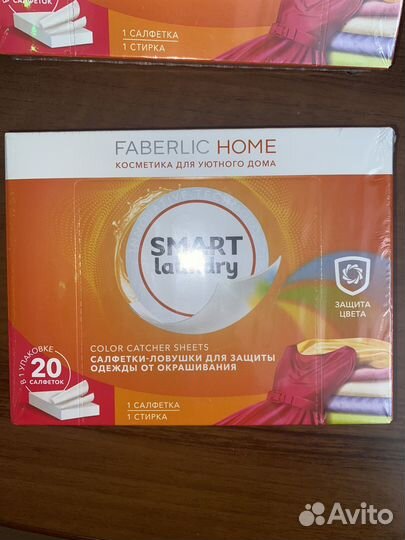 САЛФЕТОК
1 САЛФЕТКА
1 СТИРКА
FABERLIC HOME
КОСМЕТИКА ДЛЯ УЮТНОГО ДОМА
SMART
laundry
ЗАЩИТА
ЦВЕТА
COLOR CATCHER SHEETS
САЛФЕТКИ-ЛОВУШКИ ДЛЯ ЗАЩИТЫ
ОДЕЖДЫ ОТ ОКРАШИВАНИЯ
В 1 УПАКОВКЕ
20
САЛФЕТОК
1 САЛФЕТКА
1 СТИРКА
Avito